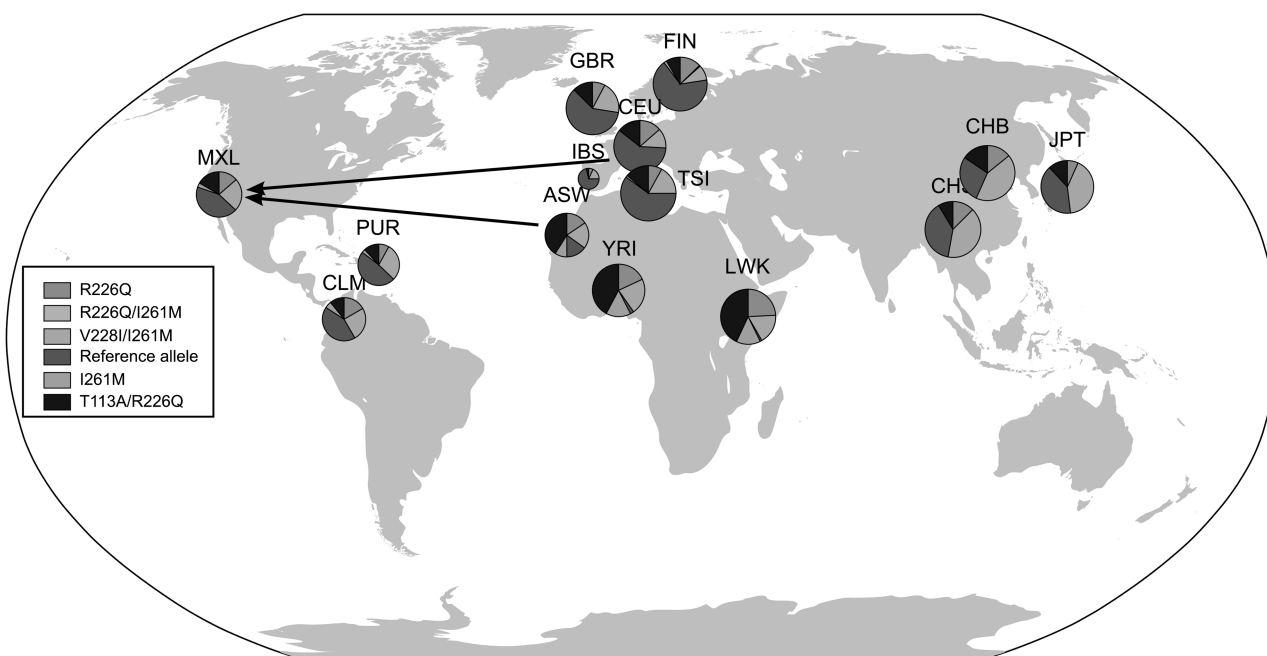 FIN
GBR
CEU
CHB
JPT
MXL
IBS
TSI
CHS
ASW
PUR
YRI
LWK
CLM
R226Q
R226Q/I261M
V228I/I261M
Reference allele
I261M
T113A/R226Q